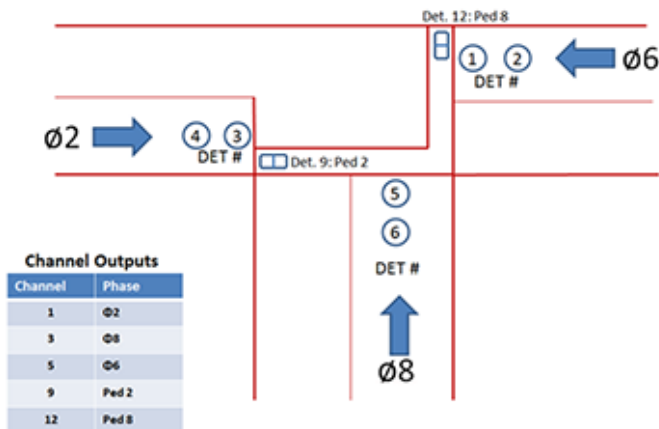 Det. 12: Ped 8
1 2
DET #
Ø6
Ø2
4 3
DET #
Det. 9: Ped 2
5
6
DET #
Ø8
Channel Outputs
Channel Phase
1 Φ2
3 Φ8
5 Φ6
9 Ped 2
12 Ped 8